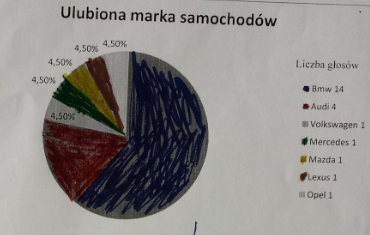 Ulubiona marka samochodów
4,50%
4,50%
4,50%
4,50%
4,50%
Liczba głosów
Bmw 14
Audi 4
Volkswagen 1
Mercedes 1
Mazda 1
Lexus 1
Opel 1